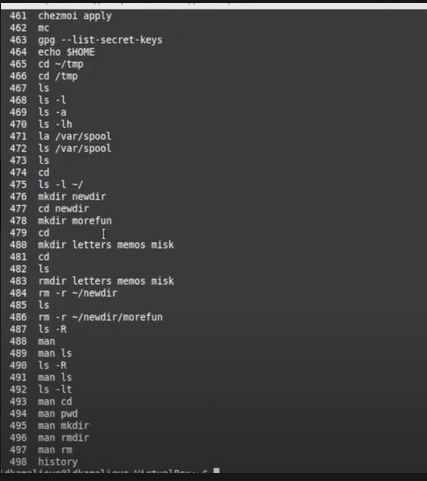 461 chezmoi apply
462 mc
463 gpg --list-secret-keys
464 echo $HOME
465 cd ~/tmp
466 cd /tmp
467 ls
468 ls -l
469 ls -a
470 ls -lh
471 la /var/spool
472 ls /var/spool
473 ls
474 cd
475 ls -l ~/
476 mkdir newdir
477 cd newdir
478 mkdir morefun
479 cd
480 mkdir letters memos misk
481 cd
482 ls
483 rmdir letters memos misk
484 rm -r ~/newdir
485 ls
486 rm -r ~/newdir/morefun
487 ls -R
488 man
489 man ls
490 ls -R
491 man ls
492 ls -lt
493 man cd
494 man pwd
495 man mkdir
496 man rmdir
497 man rm
498 history